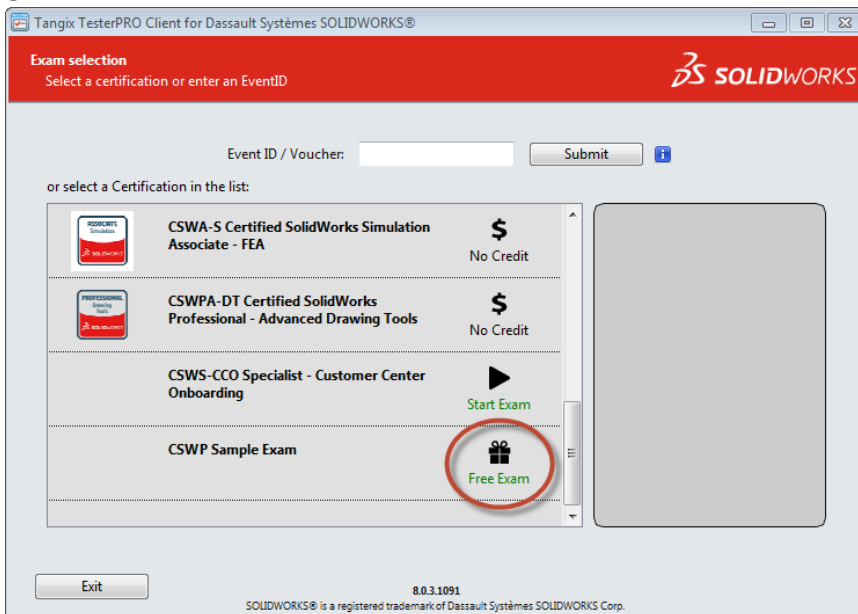 Tangix TesterPRO Client for Dassault Systèmes SOLIDWORKS®
Exam selection
Select a certification or enter an EventID
SOLIDWORKS
Event ID / Voucher:
Submit
i
or select a Certification in the list:
ASSOCIATE
Simulation
SOLIDWORKS
CSWA-S Certified SolidWorks Simulation
Associate - FEA
$
No Credit
PROFESSIONAL
Drawing
Tools
SOLIDWORKS
CSWPA-DT Certified SolidWorks
Professional - Advanced Drawing Tools
$
No Credit
CSWS-CCO Specialist - Customer Center
Onboarding
Start Exam
CSWP Sample Exam
Free Exam
Exit
8.0.3.1091
SOLIDWORKS® is a registered trademark of Dassault Systèmes SOLIDWORKS Corp.